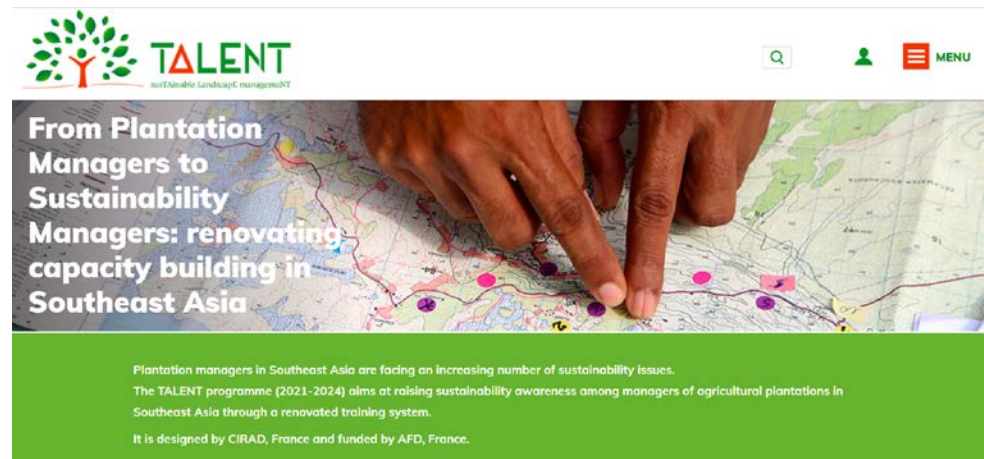 TALENT
susTAinable LandscapE managemeNT
MENU
From Plantation
Managers to
Sustainability
Managers: renovating
capacity building in
Southeast Asia
Plantation managers in Southeast Asia are facing an increasing number of sustainability issues.
The TALENT programme (2021-2024) aims at raising sustainability awareness among managers of agricultural plantations in
Southeast Asia through a renovated training system.
It is designed by CIRAD, France and funded by AFD, France.